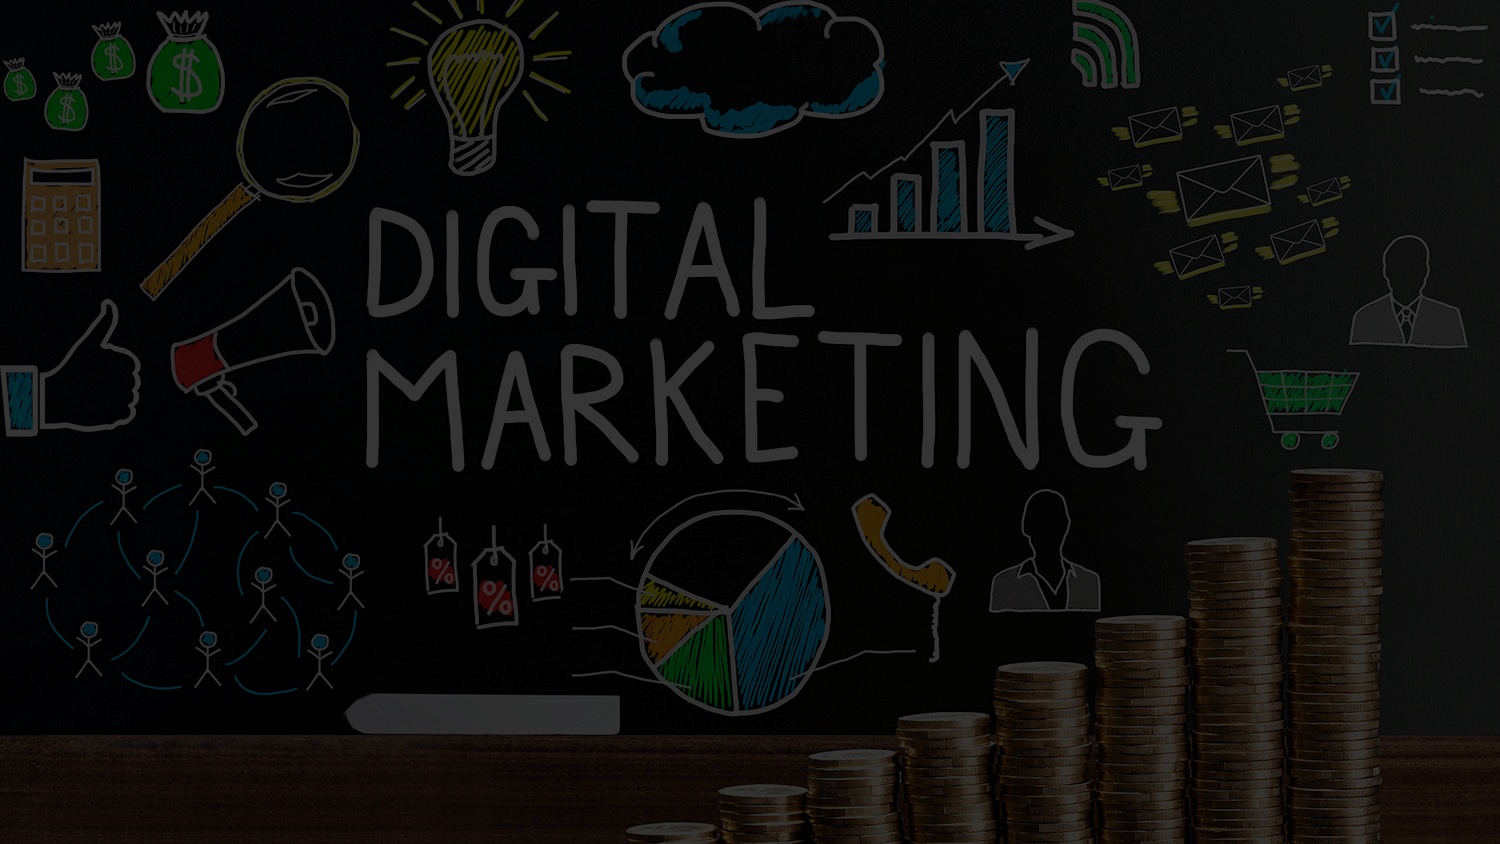 $ $ $ $
DIGITAL
MARKETING
% % %